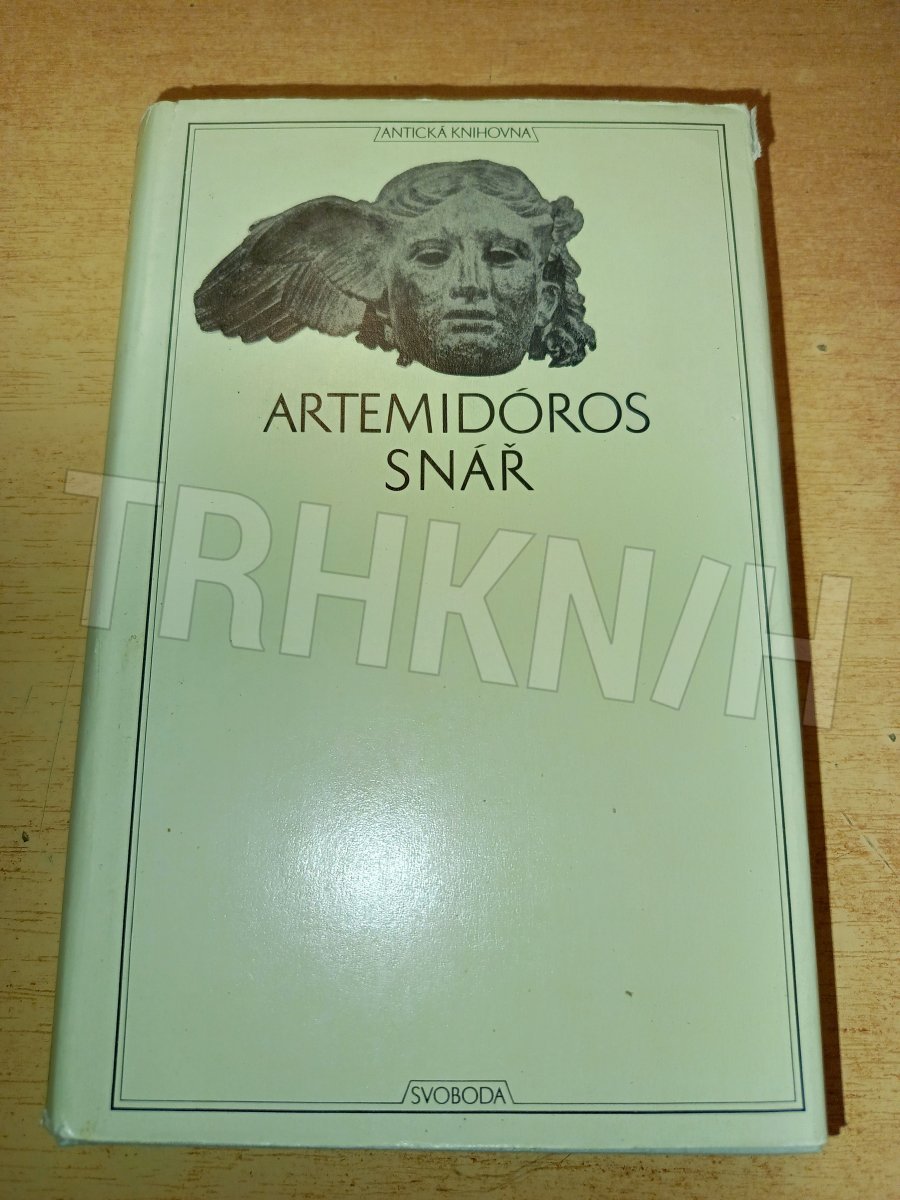 ANTICKÁ KNIHOVNA
ARTEMIDÓROS
SNÁŘ
TRHKNIH
SVOBODA